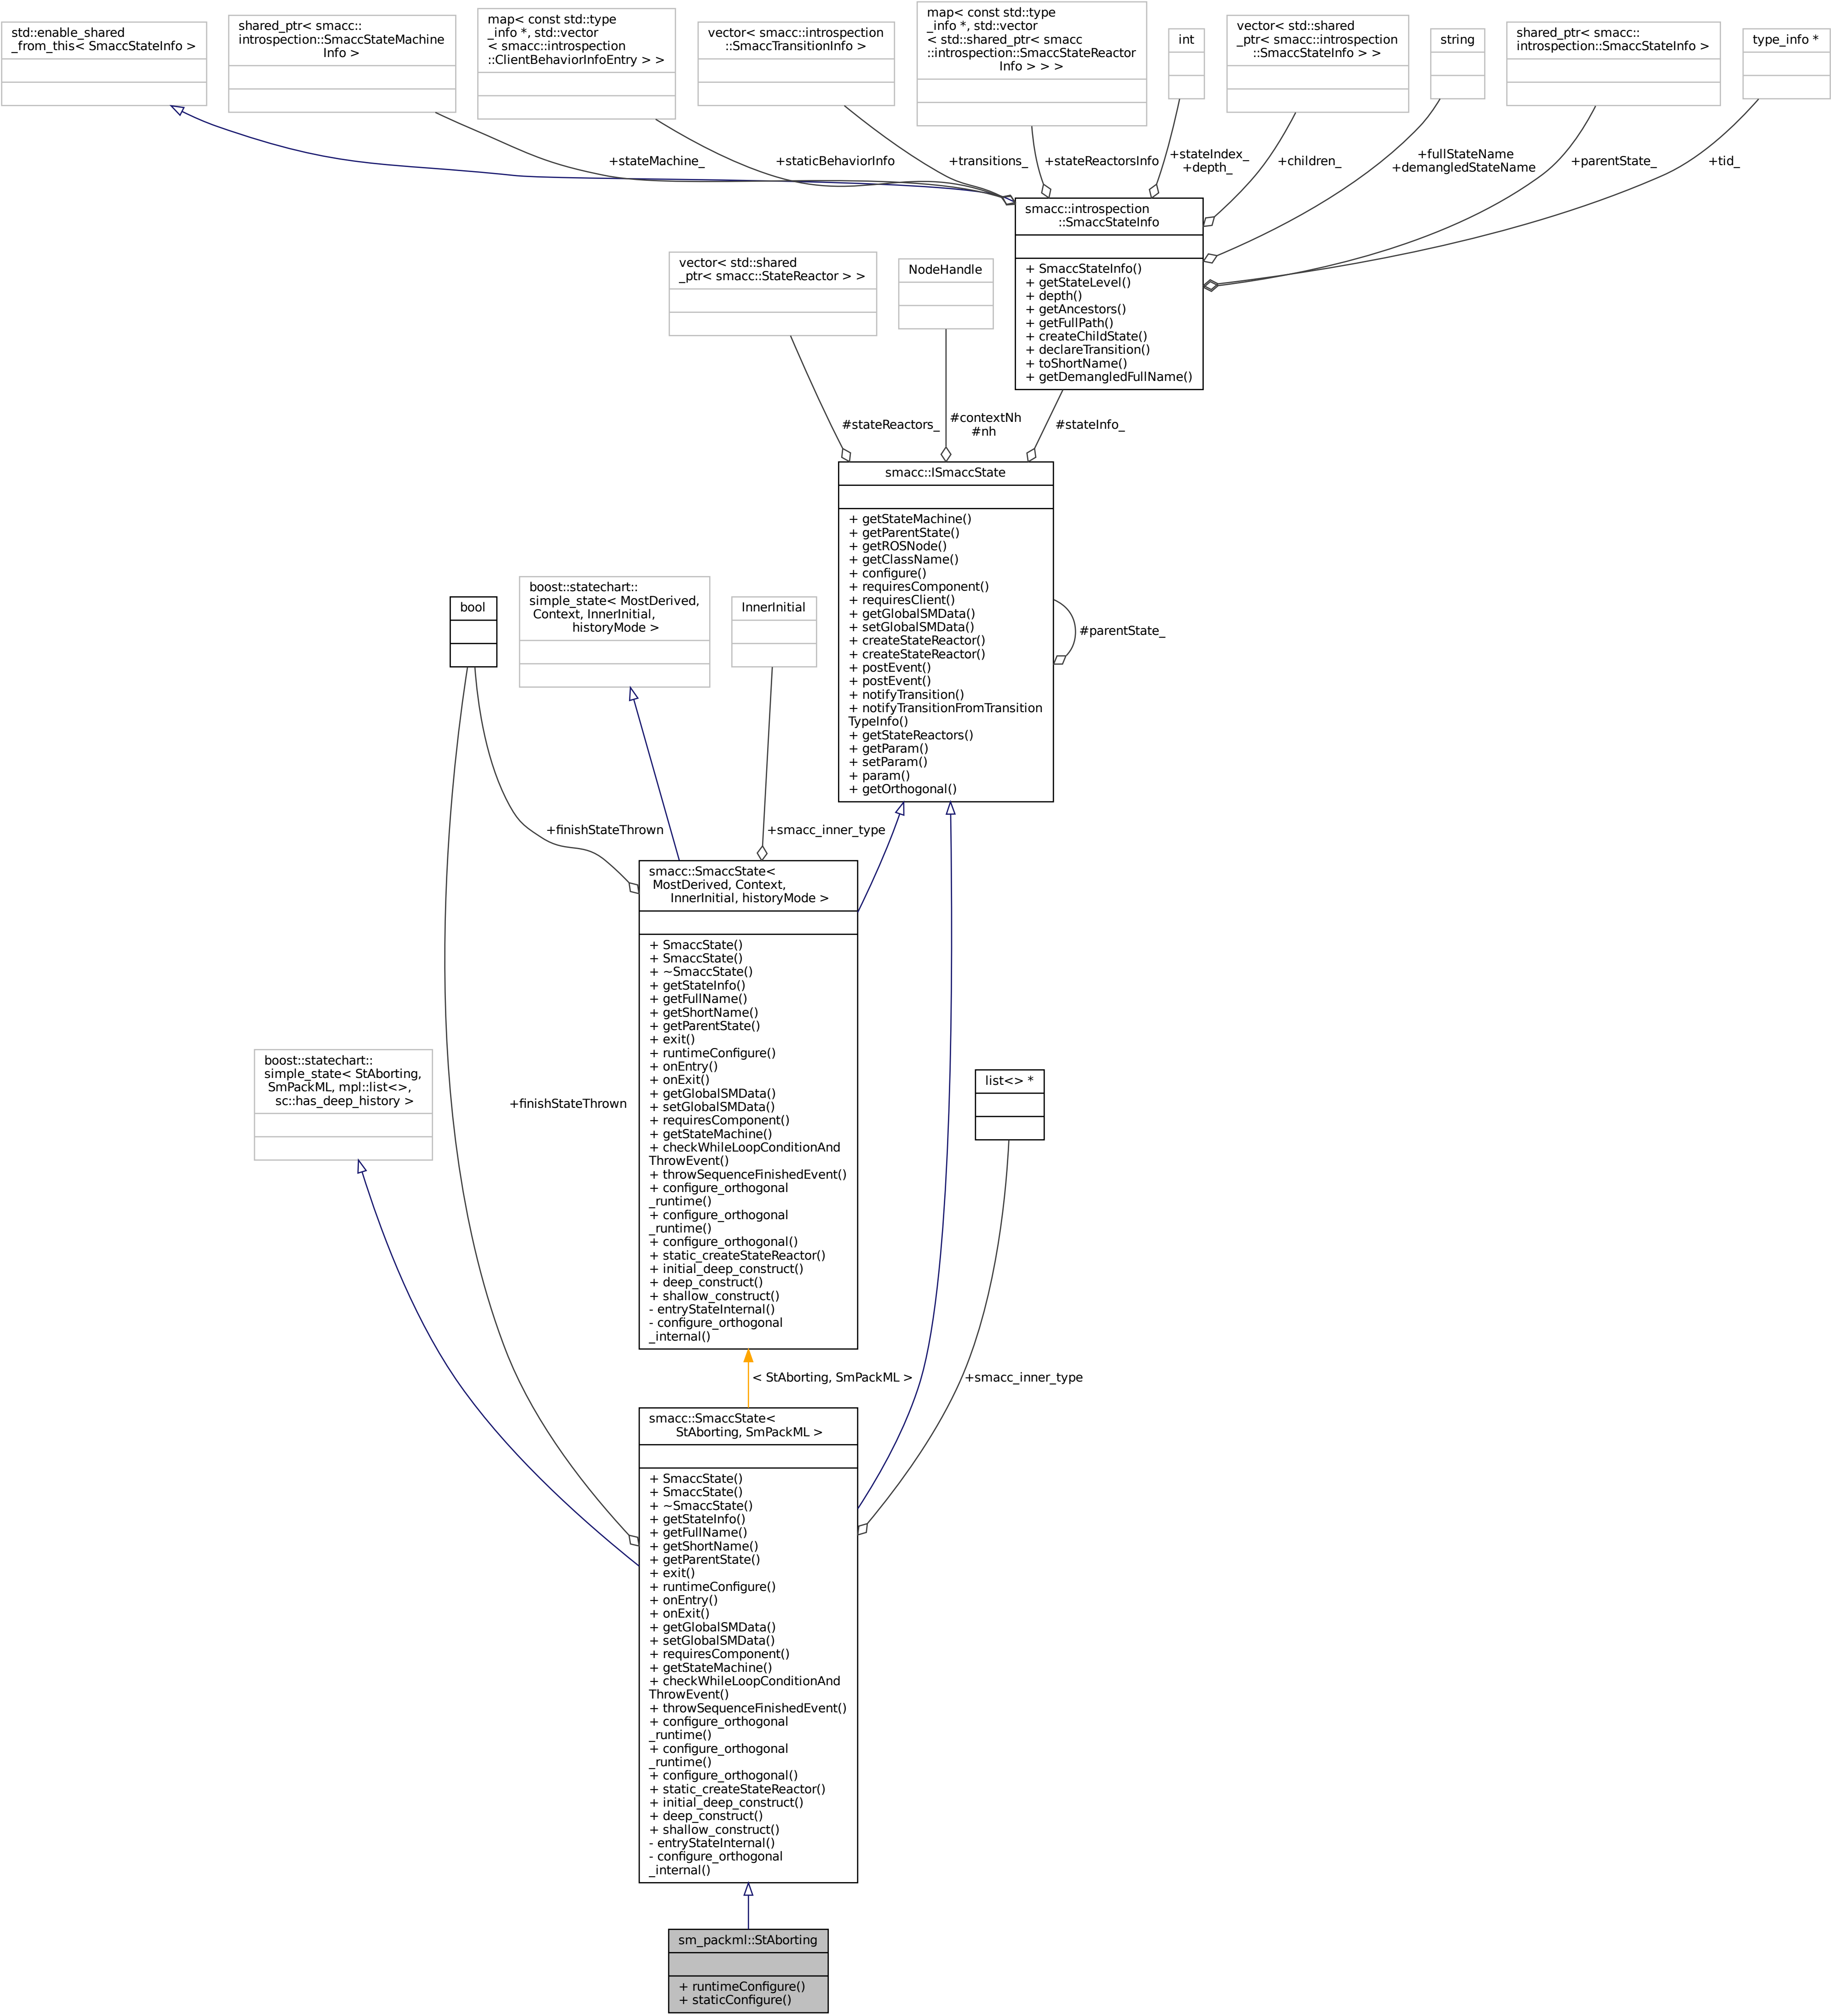 std::enable_shared
_from_this< SmaccStateInfo >
shared_ptr< smacc::
introspection::SmaccStateMachine
Info >
map< const std::type
_info *, std::vector
< smacc::introspection
::ClientBehaviorInfoEntry > >
vector< smacc::introspection
::SmaccTransitionInfo >
map< const std::type
_info *, std::vector
< std::shared_ptr< smacc
::introspection::SmaccStateReactor
Info > > >
int
vector< std::shared
_ptr< smacc::introspection
::SmaccStateInfo > >
string
shared_ptr< smacc::
introspection::SmaccStateInfo >
type_info *
+stateMachine_
+staticBehaviorInfo
+transitions_
+stateReactorsInfo
+stateIndex_
+depth_
+children_
+fullStateName
+demangledStateName
+parentState_
+tid_
smacc::introspection
::SmaccStateInfo
+ SmaccStateInfo()
+ getStateLevel()
+ depth()
+ getAncestors()
+ getFullPath()
+ createChildState()
+ declareTransition()
+ toShortName()
+ getDemangledFullName()
vector< std::shared
_ptr< smacc::StateReactor > >
NodeHandle
#stateReactors_
#contextNh
#nh
#stateInfo_
smacc::ISmaccState
+ getStateMachine()
+ getParentState()
+ getROSNode()
+ getClassName()
+ configure()
+ requiresComponent()
+ requiresClient()
+ getGlobalSMData()
+ setGlobalSMData()
+ createStateReactor()
+ createStateReactor()
+ postEvent()
+ postEvent()
+ notifyTransition()
+ notifyTransitionFromTransition
TypeInfo()
+ getStateReactors()
+ getParam()
+ setParam()
+ param()
+ getOrthogonal()
#parentState_
bool
boost::statechart::
simple_state< MostDerived,
Context, InnerInitial,
historyMode >
InnerInitial
+finishStateThrown
+smacc_inner_type
smacc::SmaccState<
MostDerived, Context,
InnerInitial, historyMode >
+ SmaccState()
+ SmaccState()
+ ~SmaccState()
+ getStateInfo()
+ getFullName()
+ getShortName()
+ getParentState()
+ exit()
+ runtimeConfigure()
+ onEntry()
+ onExit()
+ getGlobalSMData()
+ setGlobalSMData()
+ requiresComponent()
+ getStateMachine()
+ checkWhileLoopConditionAnd
ThrowEvent()
+ throwSequenceFinishedEvent()
+ configure_orthogonal
_runtime()
+ configure_orthogonal
_runtime()
+ configure_orthogonal()
+ static_createStateReactor()
+ initial_deep_construct()
+ deep_construct()
+ shallow_construct()
- entryStateInternal()
- configure_orthogonal
_internal()
boost::statechart::
simple_state< StAborting,
SmPackML, mpl::list<>,
sc::has_deep_history >
+finishStateThrown
list<> *
< StAborting, SmPackML >
+smacc_inner_type
smacc::SmaccState<
StAborting, SmPackML >
+ SmaccState()
+ SmaccState()
+ ~SmaccState()
+ getStateInfo()
+ getFullName()
+ getShortName()
+ getParentState()
+ exit()
+ runtimeConfigure()
+ onEntry()
+ onExit()
+ getGlobalSMData()
+ setGlobalSMData()
+ requiresComponent()
+ getStateMachine()
+ checkWhileLoopConditionAnd
ThrowEvent()
+ throwSequenceFinishedEvent()
+ configure_orthogonal
_runtime()
+ configure_orthogonal
_runtime()
+ configure_orthogonal()
+ static_createStateReactor()
+ initial_deep_construct()
+ deep_construct()
+ shallow_construct()
- entryStateInternal()
- configure_orthogonal
_internal()
sm_packml::StAborting
+ runtimeConfigure()
+ staticConfigure()